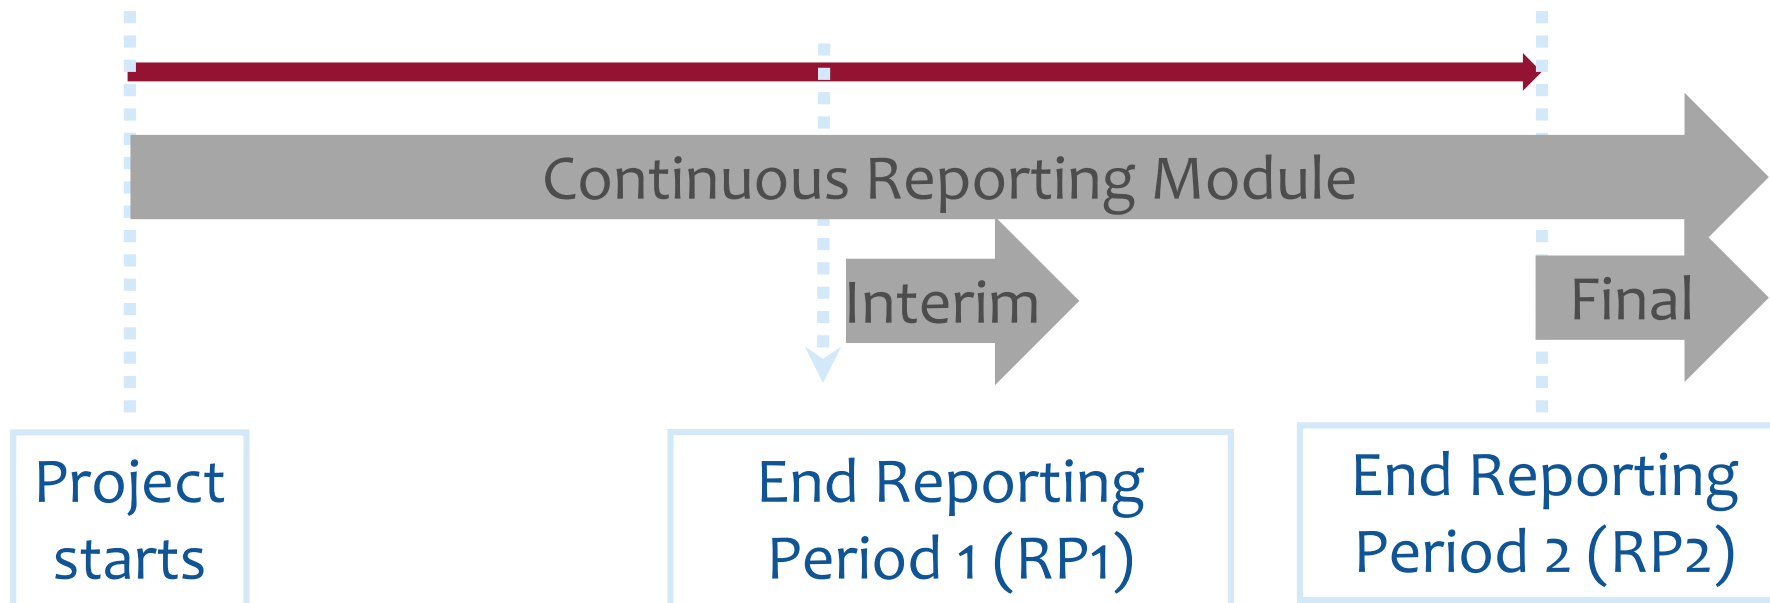 Continuous Reporting Module
Interim
Final
Project
starts
End Reporting
Period 1 (RP1)
End Reporting
Period 2 (RP2)